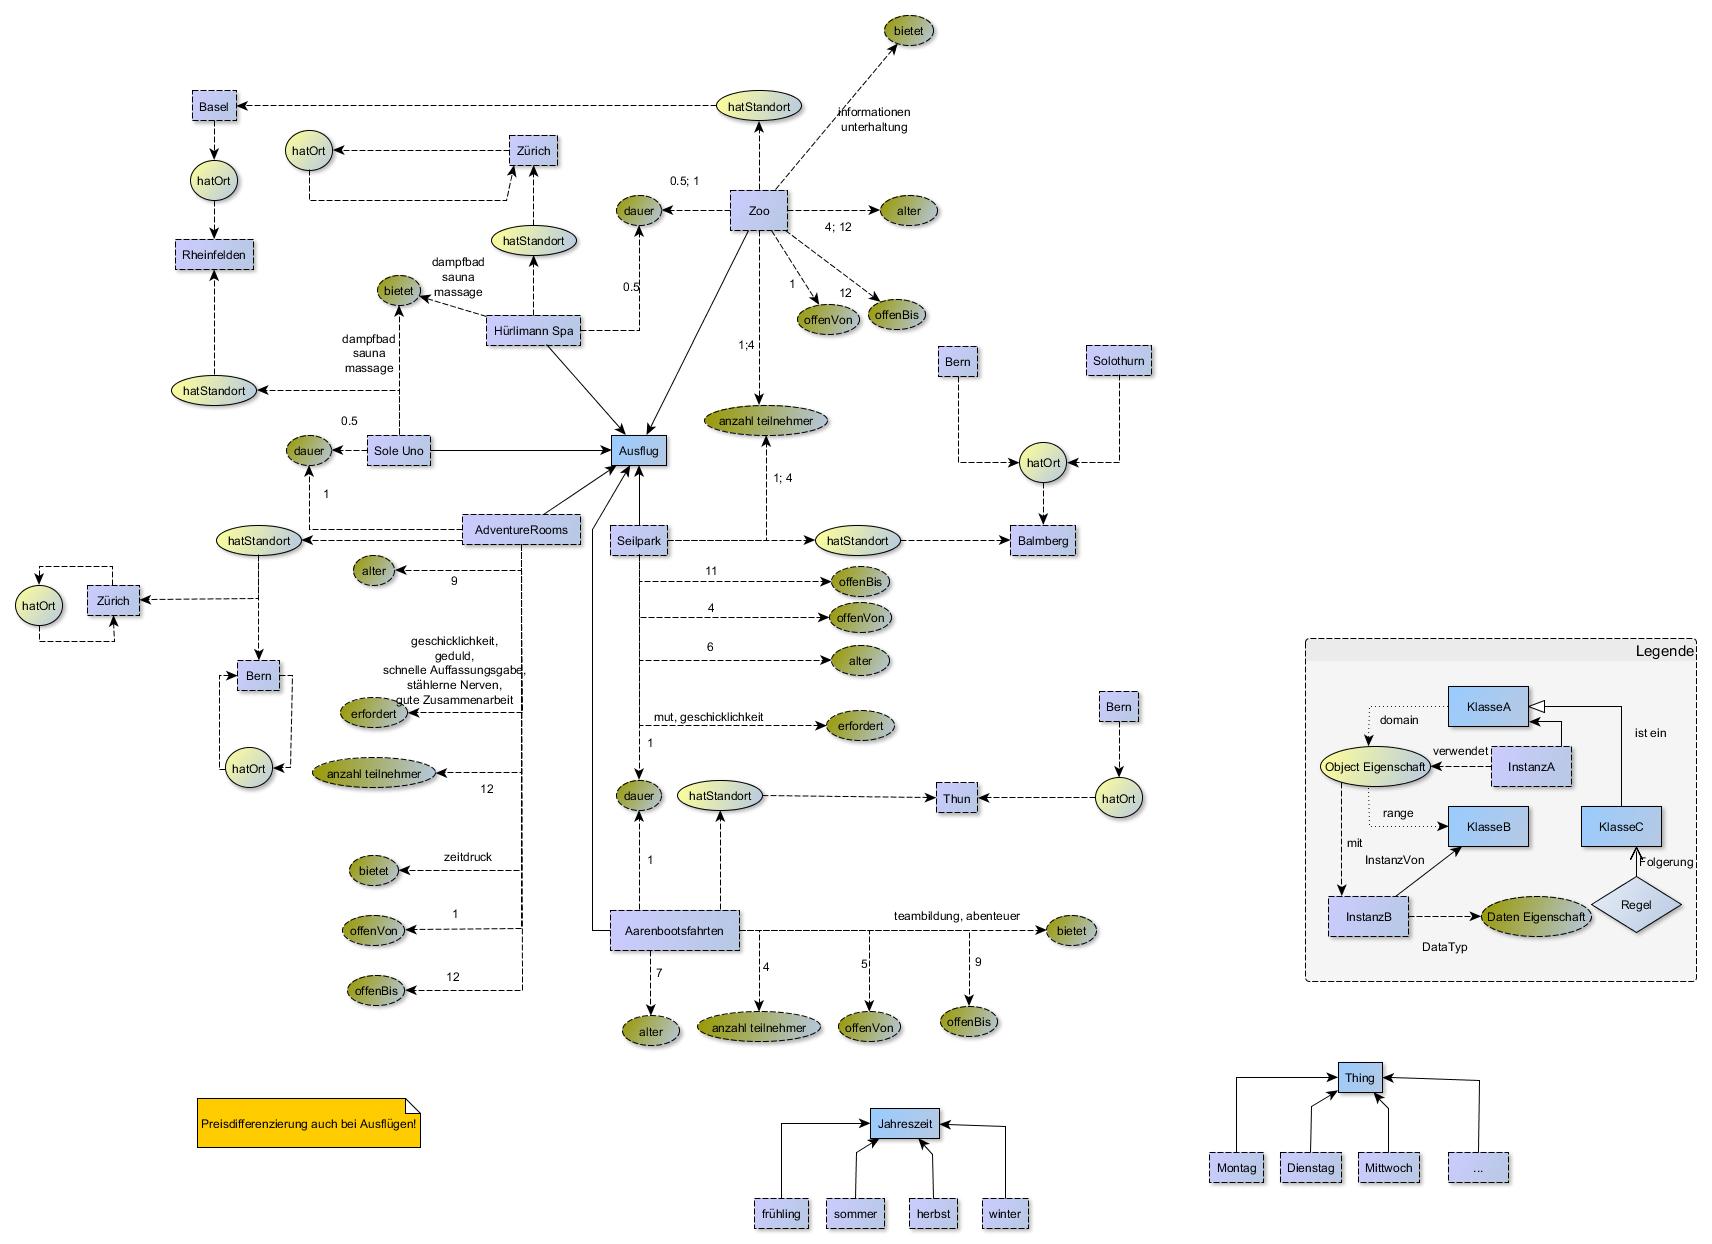 bietet
Basel
hatStandort
informationen
unterhaltung
hatOrt
Zürich
hatOrt
0.5; 1
dauer
Zoo
alter
4; 12
hatStandort
Rheinfelden
dampfbad
sauna
massage
bietet
0.5
1
12
offenVon
offenBis
Hürlimann Spa
dampfbad
sauna
massage
1;4
Bern
Solothurn
hatStandort
anzahl teilnehmer
0.5
dauer
Sole Uno
Ausflug
hatOrt
1
1; 4
AdventureRooms
hatStandort
Seilpark
hatStandort
Balmberg
alter
9
11
offenBis
hatOrt
Zürich
4
offenVon
6
alter
geschicklichkeit,
geduld,
schnelle Auffassungsgabe,
stählerne Nerven,
gute Zusammenarbeit
erfordert
Bern
mut, geschicklichkeit
erfordert
Bern
1
hatOrt
anzahl teilnehmer
12
dauer
hatStandort
Thun
hatOrt
zeitdruck
bietet
1
1
offenVon
Aarenbootsfahrten
teambildung, abenteuer
bietet
12
offenBis
7
4
5
9
alter
anzahl teilnehmer
offenVon
offenBis
Legende
KlasseA
domain
ist ein
verwendet
Object Eigenschaft
InstanzA
range
KlasseB
KlasseC
mit
InstanzVon
Folgerung
Regel
InstanzB
Daten Eigenschaft
DataTyp
Thing
Montag
Dienstag
Mittwoch
...
Preisdifferenzierung auch bei Ausflügen!
Jahreszeit
frühling
sommer
herbst
winter